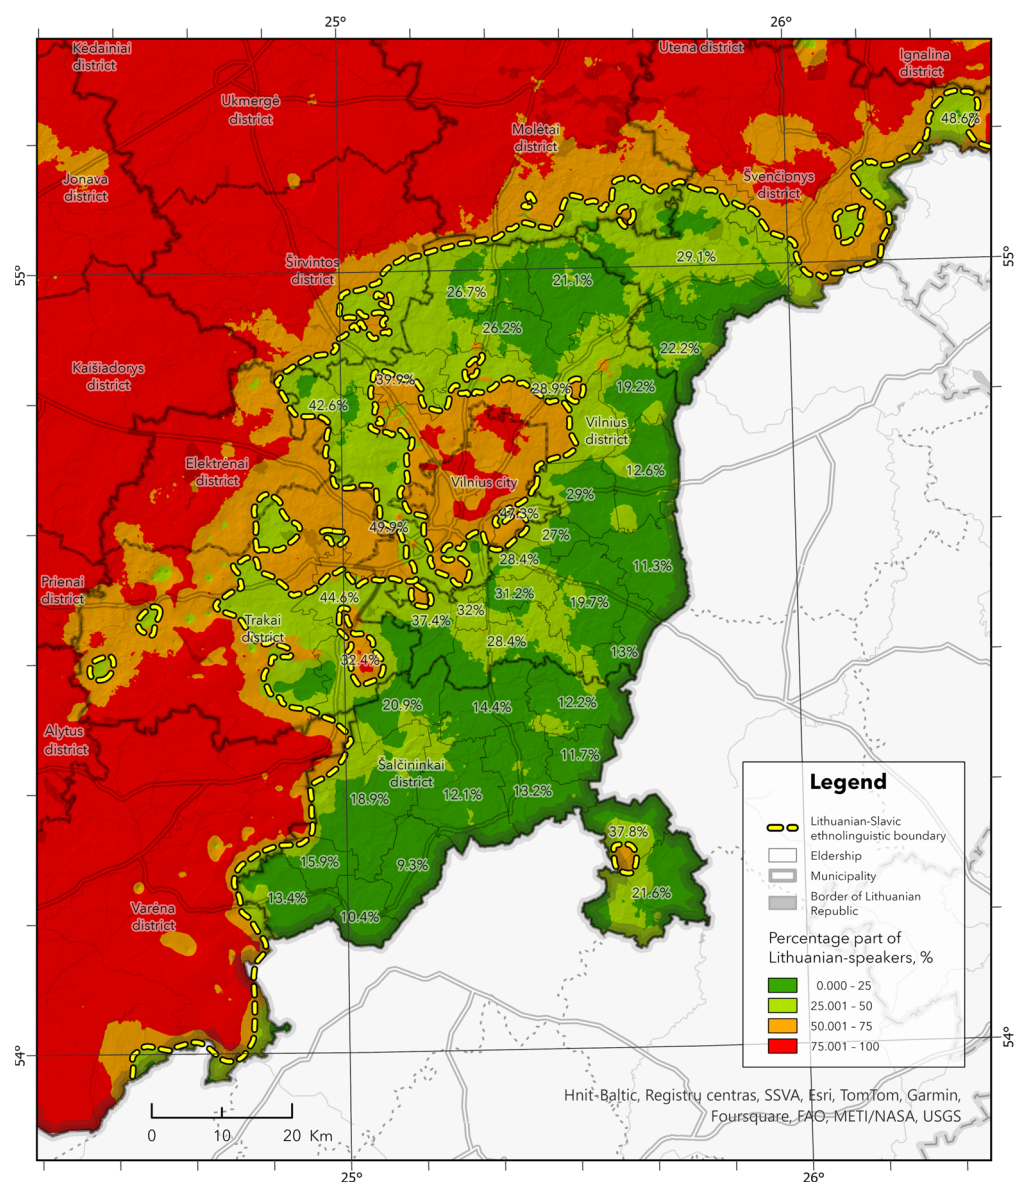 25°
26°
Kėdainiai
district
Utena district
Ignalina
district
Ukmergė
district
48.6%
Molėtai
district
Jonava
district
Švenčionys
district
55°
55°
29.1%
Širvintos
district
21.1%
26.7%
26.2%
22.2%
Kaišiadorys
district
39.9%
28.9%
19.2%
42.6%
Vilnius
district
Elektrėnai
district
12.6%
Vilnius city
29%
47.3%
49.9%
27%
28.4%
11.3%
Prienai
district
31.2%
44.6%
19.7%
32%
37.4%
Trakai
district
28.4%
13%
32.4%
20.9%
14.4%
12.2%
Alytus
district
11.7%
Šalčininkai
district
18.9%
12.1%
13.2%
37.8%
15.9%
9.3%
21.6%
13.4%
10.4%
Varėna
district
Legend
Lithuanian-Slavic
ethnolinguistic boundary
Eldership
Municipality
Border of Lithuanian
Republic
Percentage part of
Lithuanian-speakers, %
0.000 - 25
25.001 - 50
50.001 - 75
75.001 - 100
54°
54°
Hnit-Baltic, Registrų centras, SSVA, Esri, TomTom, Garmin,
Foursquare, FAO, METI/NASA, USGS
0 10 20 Km
25°
26°